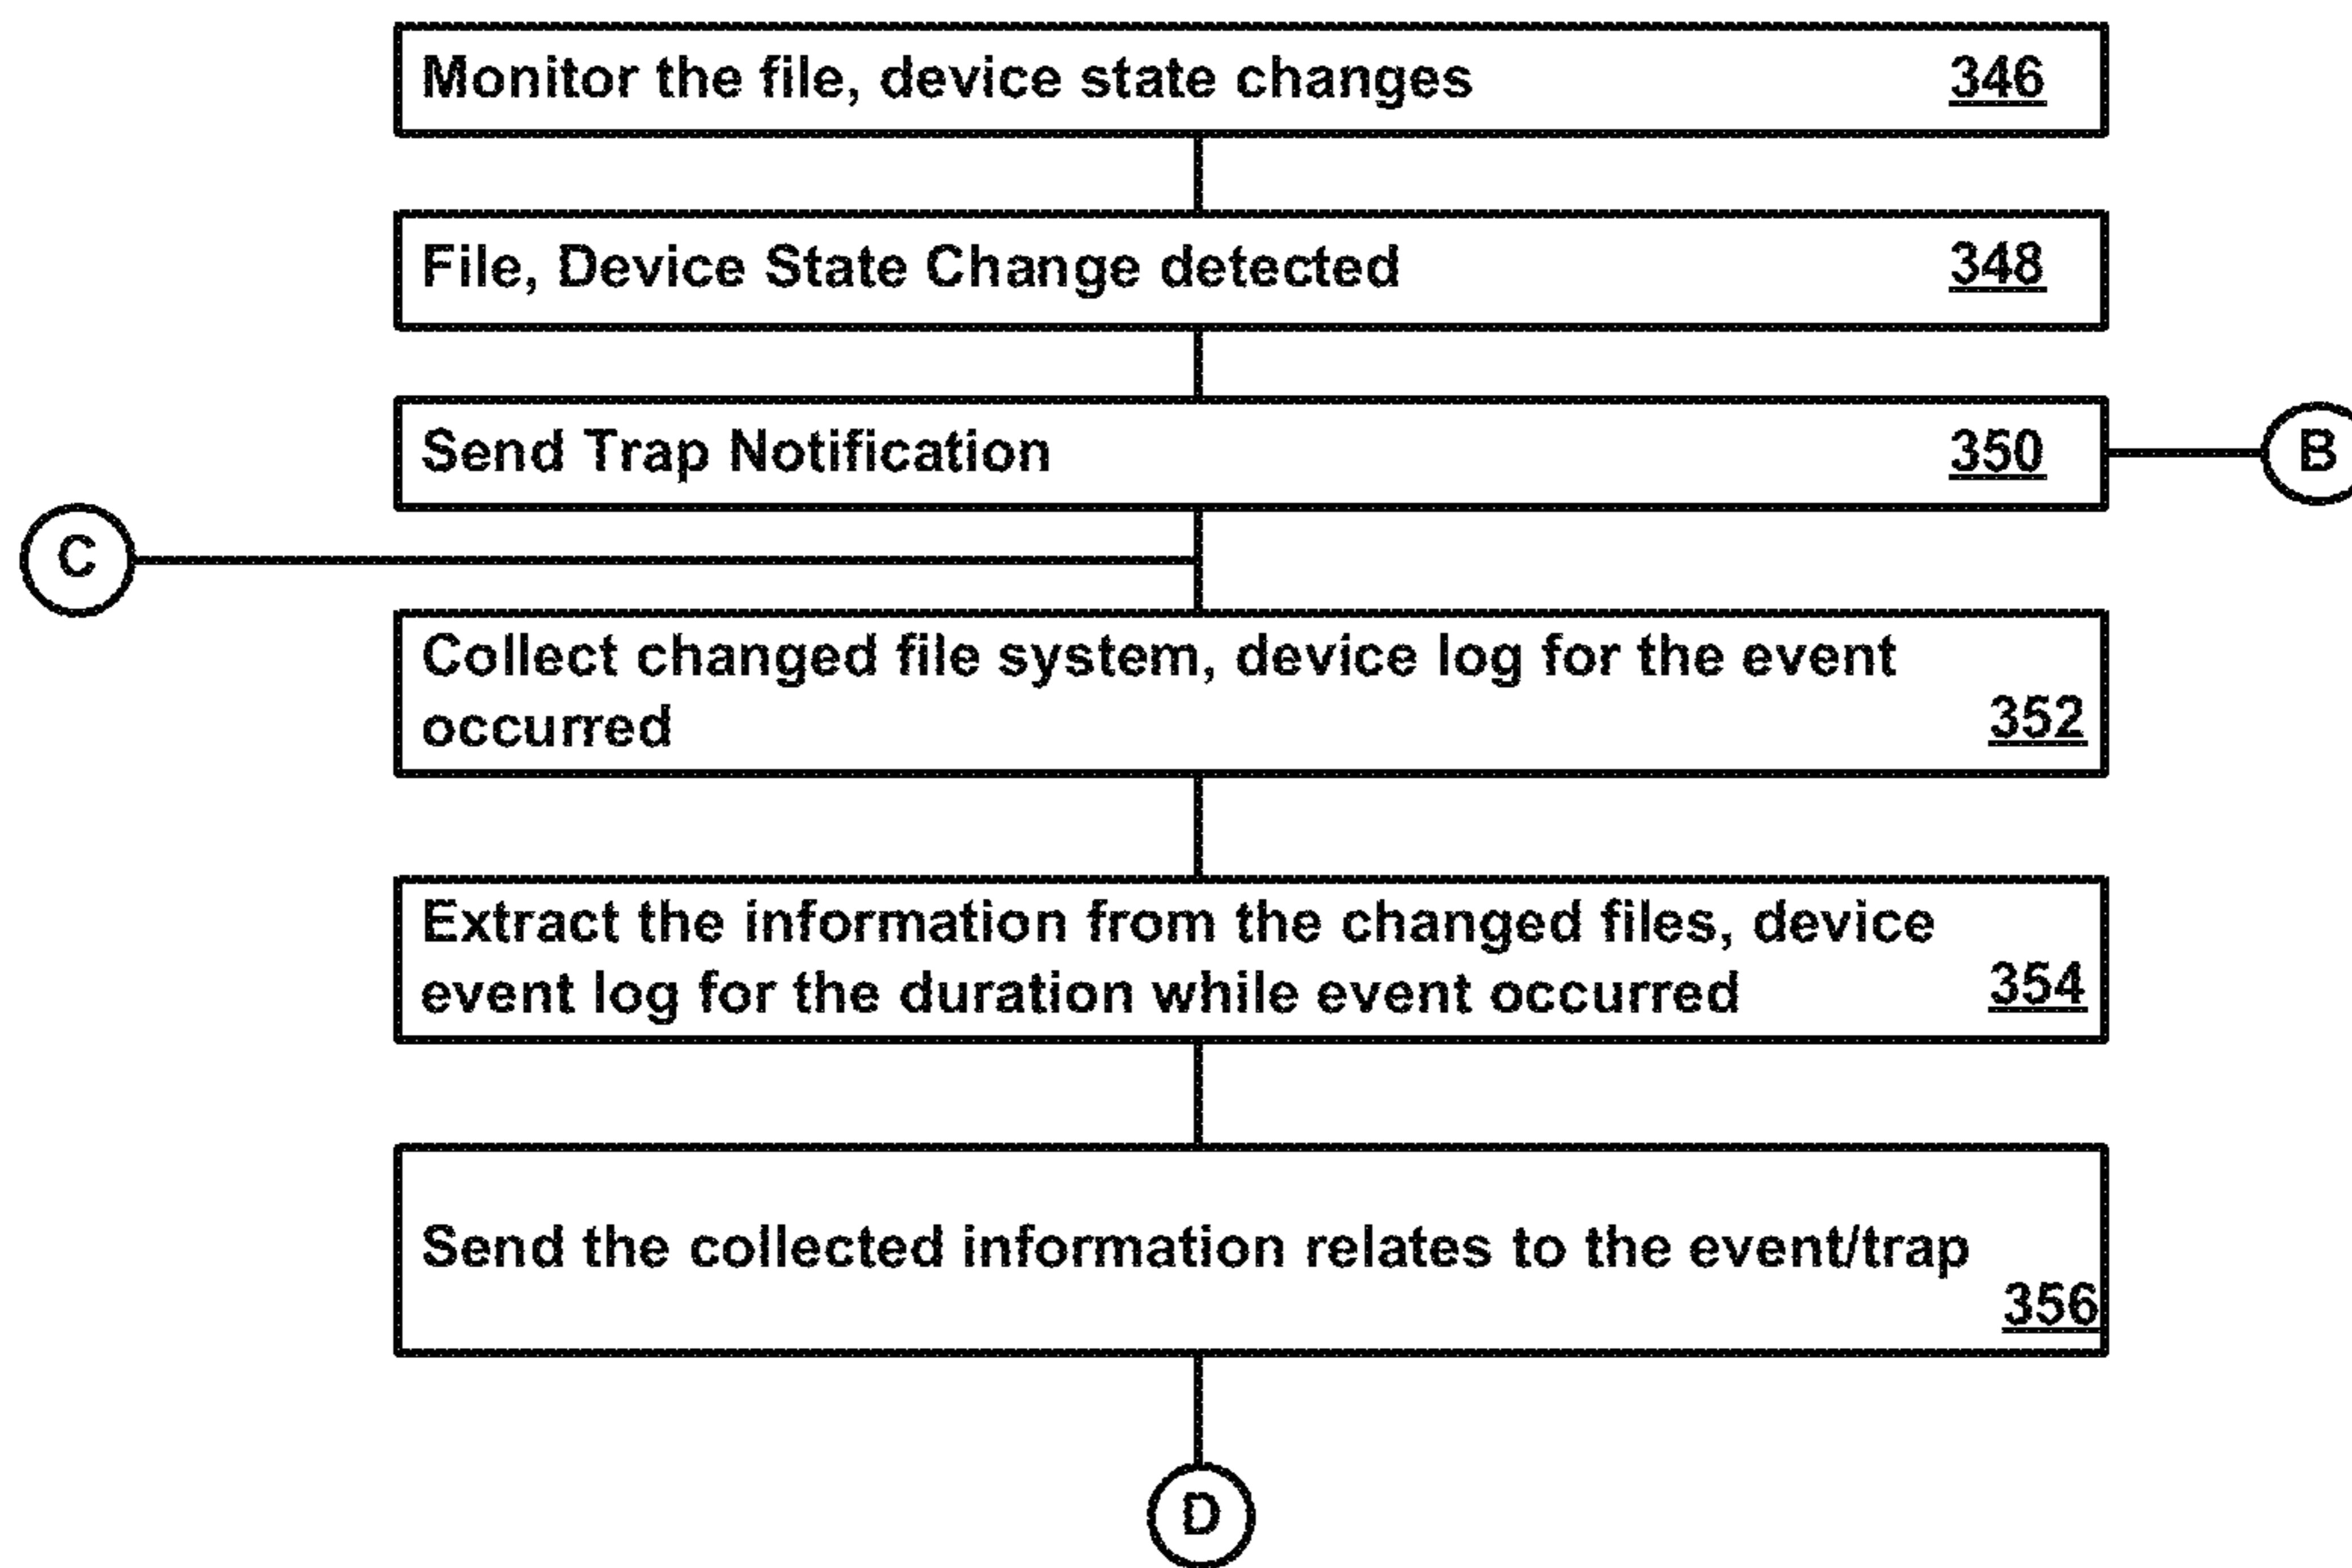 Monitor the file, device state changes 346
File, Device State Change detected 348
Send Trap Notification 350
B
C
Collect changed file system, device log for the event
occurred 352
Extract the information from the changed files, device
event log for the duration while event occurred 354
Send the collected information relates to the event/trap
356
D